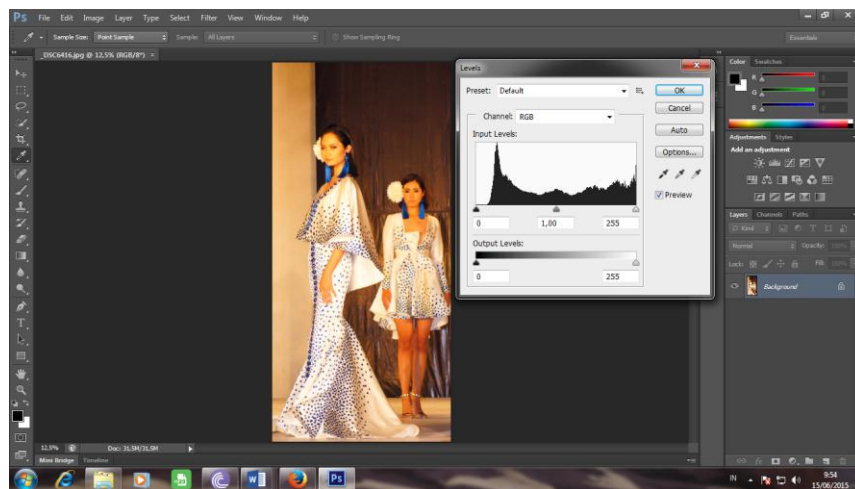 Ps File Edit Image Layer Type Select Filter View Window Help
Sample Size: Point Sample Sample: All Layers Show Sampling Ring Essentials
_DSC6416.jpg @ 12,5% (RGB/8*) ×
Levels
Preset: Default
OK
Cancel
Channel: RGB
Auto
Input Levels:
Options...
Preview
0 1,00 255
Output Levels:
0 255
Color Swatches
R
G
B
Adjustments Styles
Add an adjustment
Layers Channels Paths
Kind
Normal Opacity:
Lock: Fill:
Background
12,5% Doc: 31,5M/31,5M
Mini Bridge Timeline
Ps
IN 9:54
15/06/2015